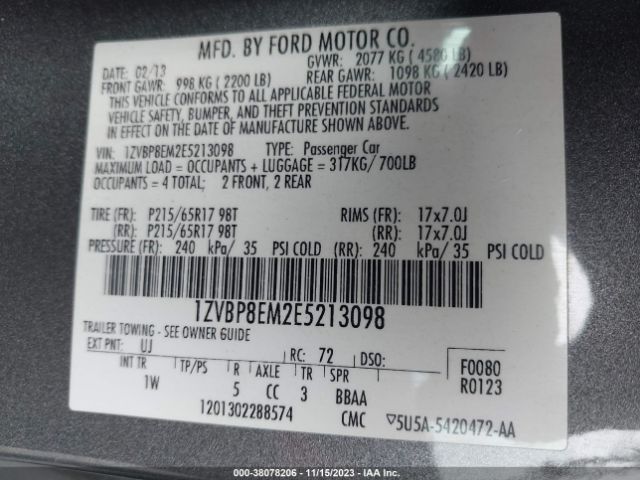 MFD. BY FORD MOTOR CO.
DATE: 02/13 GVWR: 2077 KG ( 4580 LB)
FRONT GAWR: 998 KG ( 2200 LB) REAR GAWR: 1098 KG ( 2420 LB)
THIS VEHICLE CONFORMS TO ALL APPLICABLE FEDERAL MOTOR
VEHICLE SAFETY, BUMPER, AND THEFT PREVENTION STANDARDS
IN EFFECT ON THE DATE OF MANUFACTURE SHOWN ABOVE.
VIN: 1ZVBP8EM2E5213098 TYPE: Passenger Car
MAXIMUM LOAD = OCCUPANTS + LUGGAGE = 317KG/ 700LB
OCCUPANTS = 4 TOTAL; 2 FRONT, 2 REAR
TIRE (FR): P215/65R17 98T RIMS (FR): 17x7.0J
(RR): P215/65R17 98T (RR): 17x7.0J
PRESSURE (FR): 240 kPa/ 35 PSI COLD (RR): 240 kPa/ 35 PSI COLD
1ZVBP8EM2E5213098
TRAILER TOWING - SEE OWNER GUIDE
EXT PNT: UJ RC: 72 DSO: F0080
INT TR TP/PS R AXLE TR SPR R0123
1W 5 CC 3 BBAA
1201302288574 CMC ▽5U5A-5420472-AA
000-38078206 - 11/15/2023 - IAA Inc.